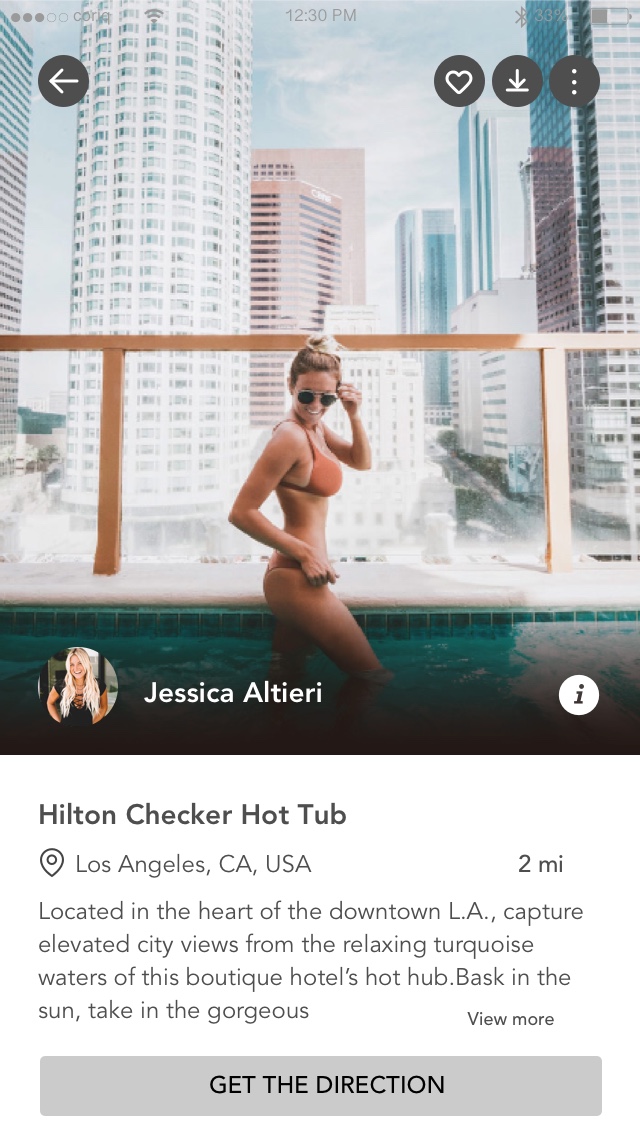 12:30 PM
33%
Jessica Altieri
i
Hilton Checker Hot Tub
Los Angeles, CA, USA
2 mi
Located in the heart of the downtown L.A., capture
elevated city views from the relaxing turquoise
waters of this boutique hotel’s hot hub.Bask in the
sun, take in the gorgeous
View more
GET THE DIRECTION